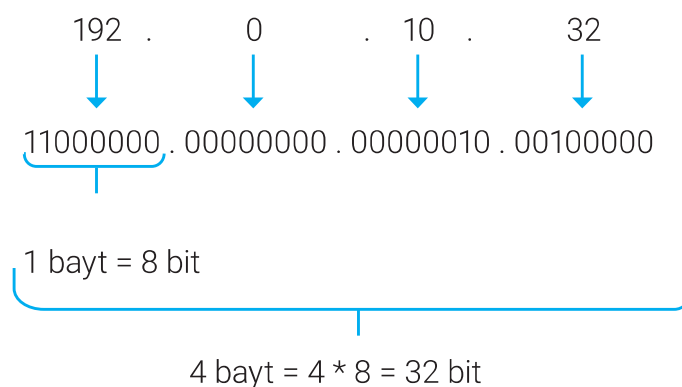 192 . 0 . 10 . 32
11000000 . 00000000 . 00000010 . 00100000
1 bayt = 8 bit
4 bayt = 4 * 8 = 32 bit